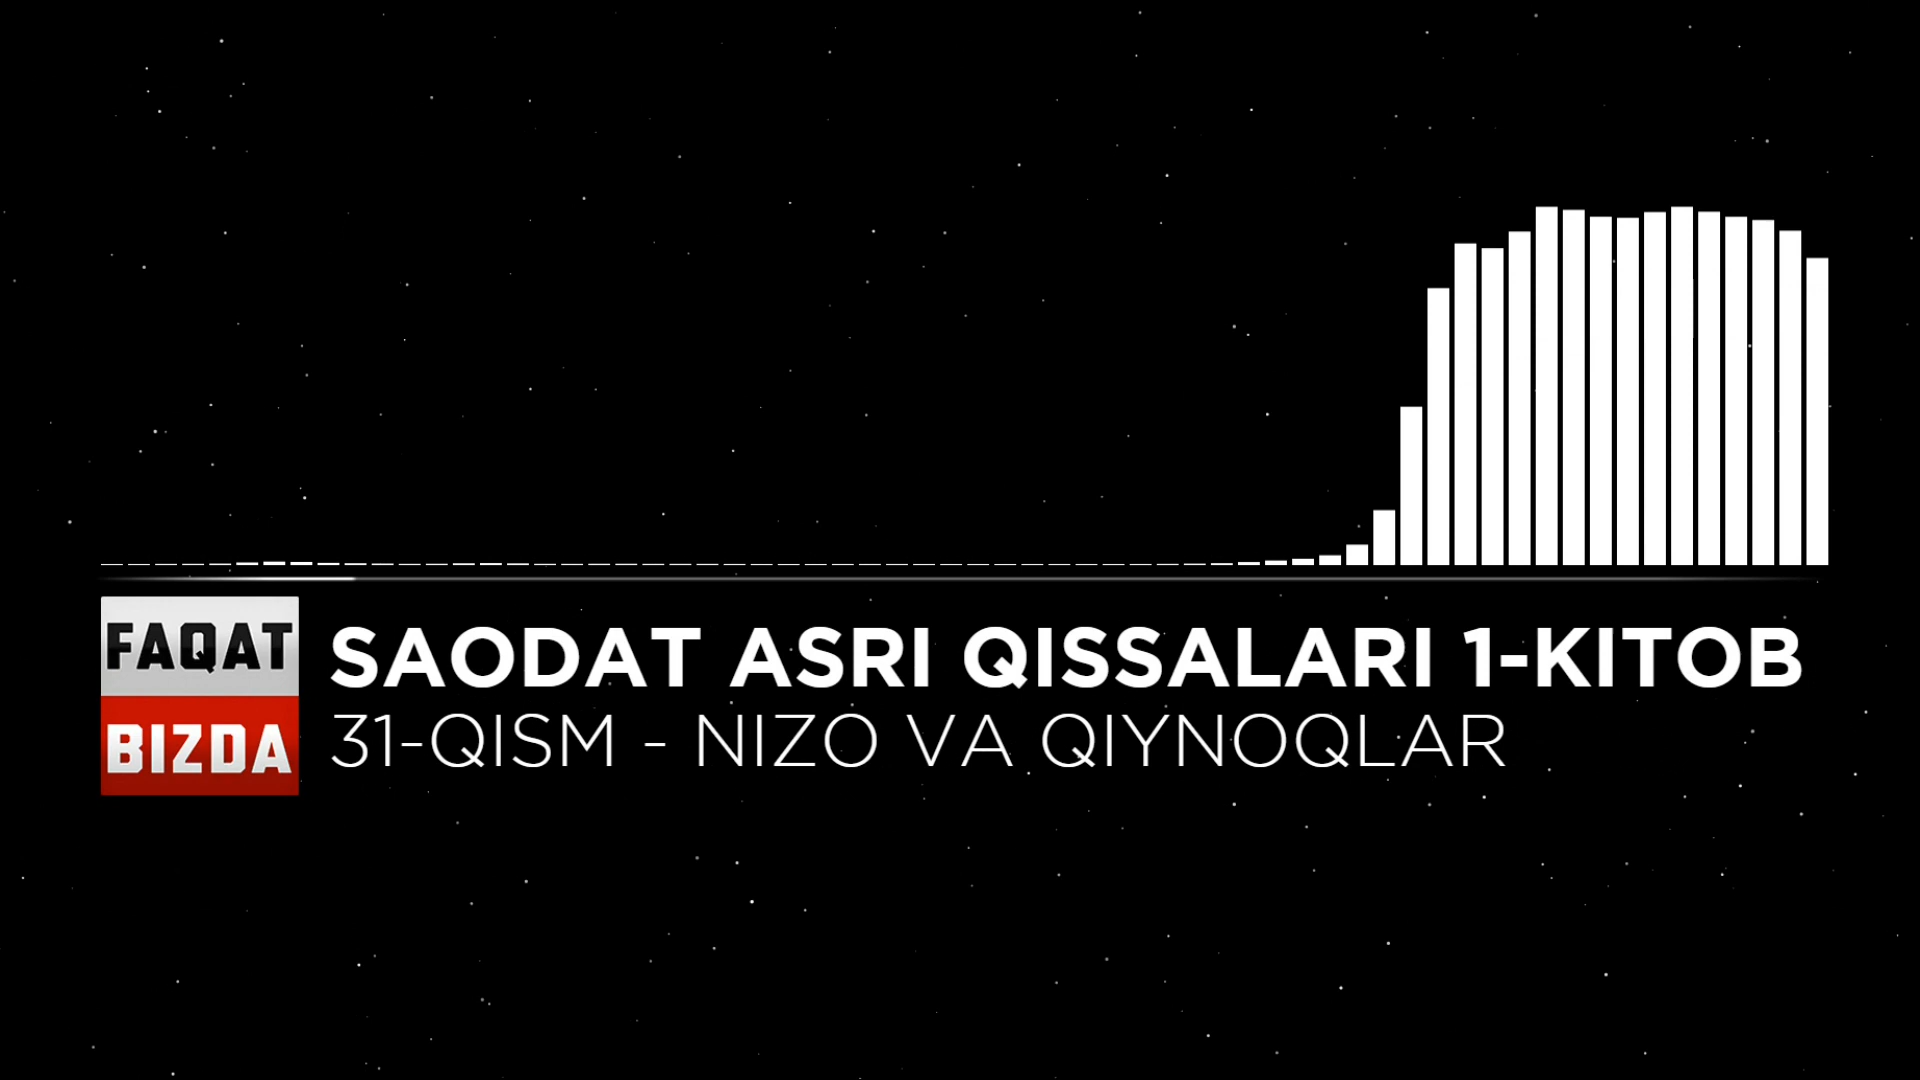 FAQAT
BIZDA
SAODAT ASRI QISSALARI 1-KITOB
31-QISM - NIZO VA QIYNOQLAR